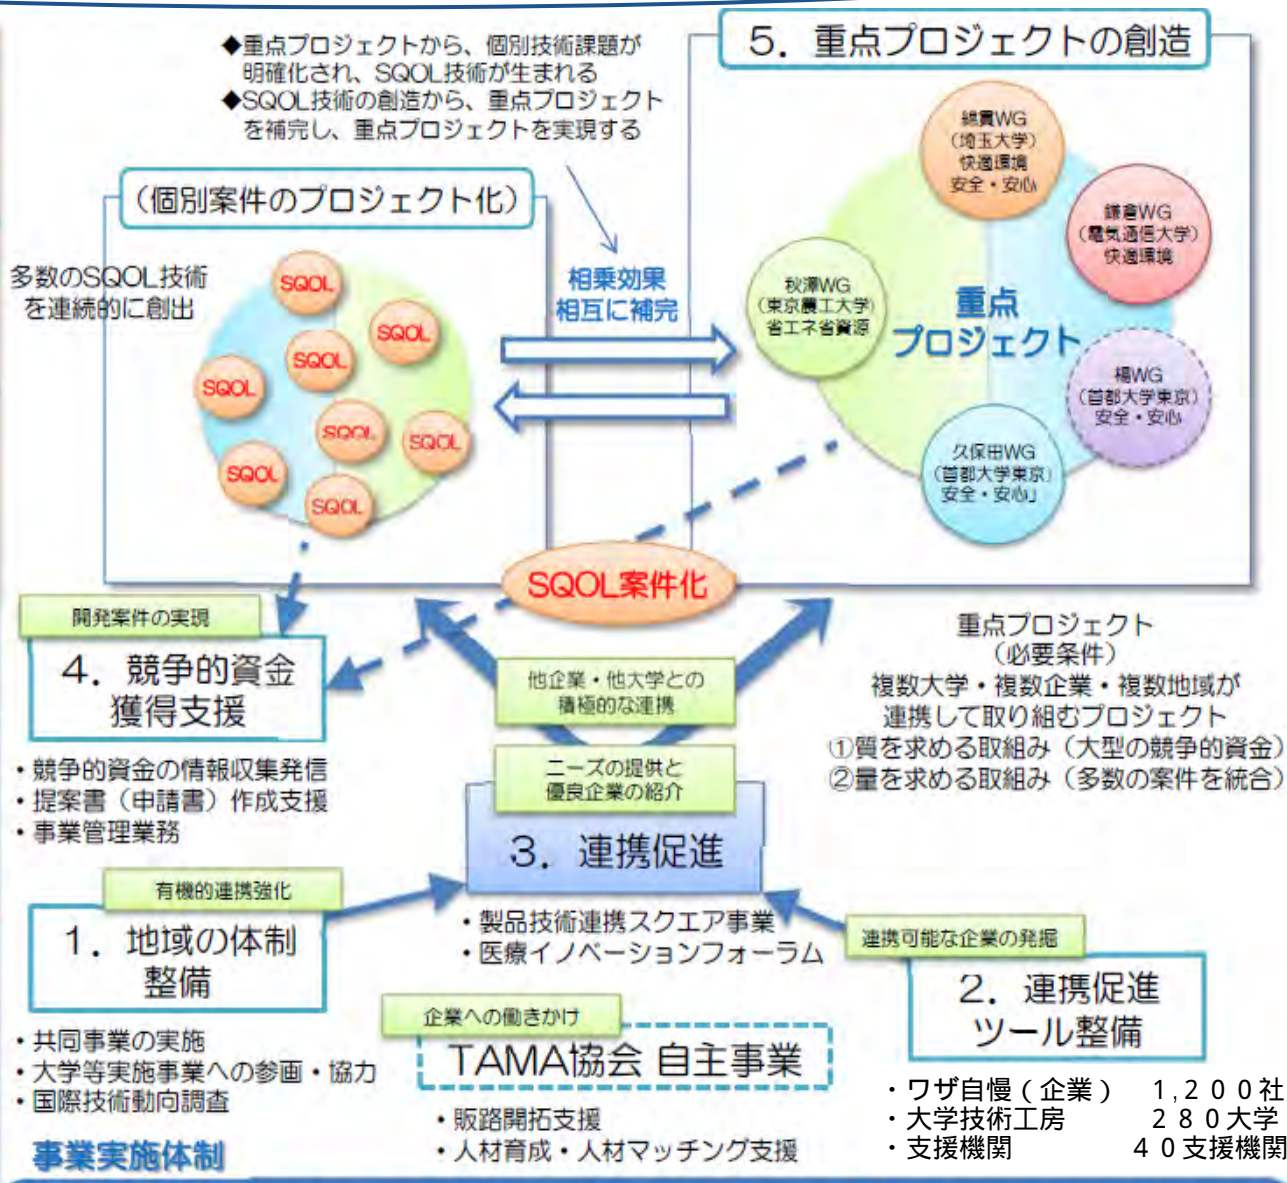 ◆重点プロジェクトから、個別技術課題が
明確化され、SQOL技術が生まれる
◆SQOL技術の創造から、重点プロジェクト
を補完し、重点プロジェクトを実現する
5．重点プロジェクトの創造
綿貫WG
（埼玉大学）
快適環境
安全・安心
鎌倉WG
（電気通信大学）
快適環境
秋澤WG
（東京農工大学）
省エネ省資源
重点
プロジェクト
楊WG
（首都大学東京）
安全・安心
久保田WG
（首都大学東京）
安全・安心」
（個別案件のプロジェクト化）
多数のSQOL技術
を連続的に創出
SQOL
SQOL
SQOL
SQOL
SQOL
SQOL
SQOL
SQOL
相乗効果
相互に補完
SQOL案件化
開発案件の実現
4．競争的資金
獲得支援
・競争的資金の情報収集発信
・提案書（申請書）作成支援
・事業管理業務
他企業・他大学との
積極的な連携
ニーズの提供と
優良企業の紹介
3．連携促進
・製品技術連携スクエア事業
・医療イノベーションフォーラム
重点プロジェクト
（必要条件）
複数大学・複数企業・複数地域が
連携して取り組むプロジェクト
①質を求める取組み（大型の競争的資金）
②量を求める取組み（多数の案件を統合）
有機的連携強化
1．地域の体制
整備
・共同事業の実施
・大学等実施事業への参画・協力
・国際技術動向調査
企業への働きかけ
TAMA協会 自主事業
・販路開拓支援
・人材育成・人材マッチング支援
連携可能な企業の発掘
2．連携促進
ツール整備
・ワザ自慢（企業） 1,200社
・大学技術工房 280大学
・支援機関 40支援機関
事業実施体制